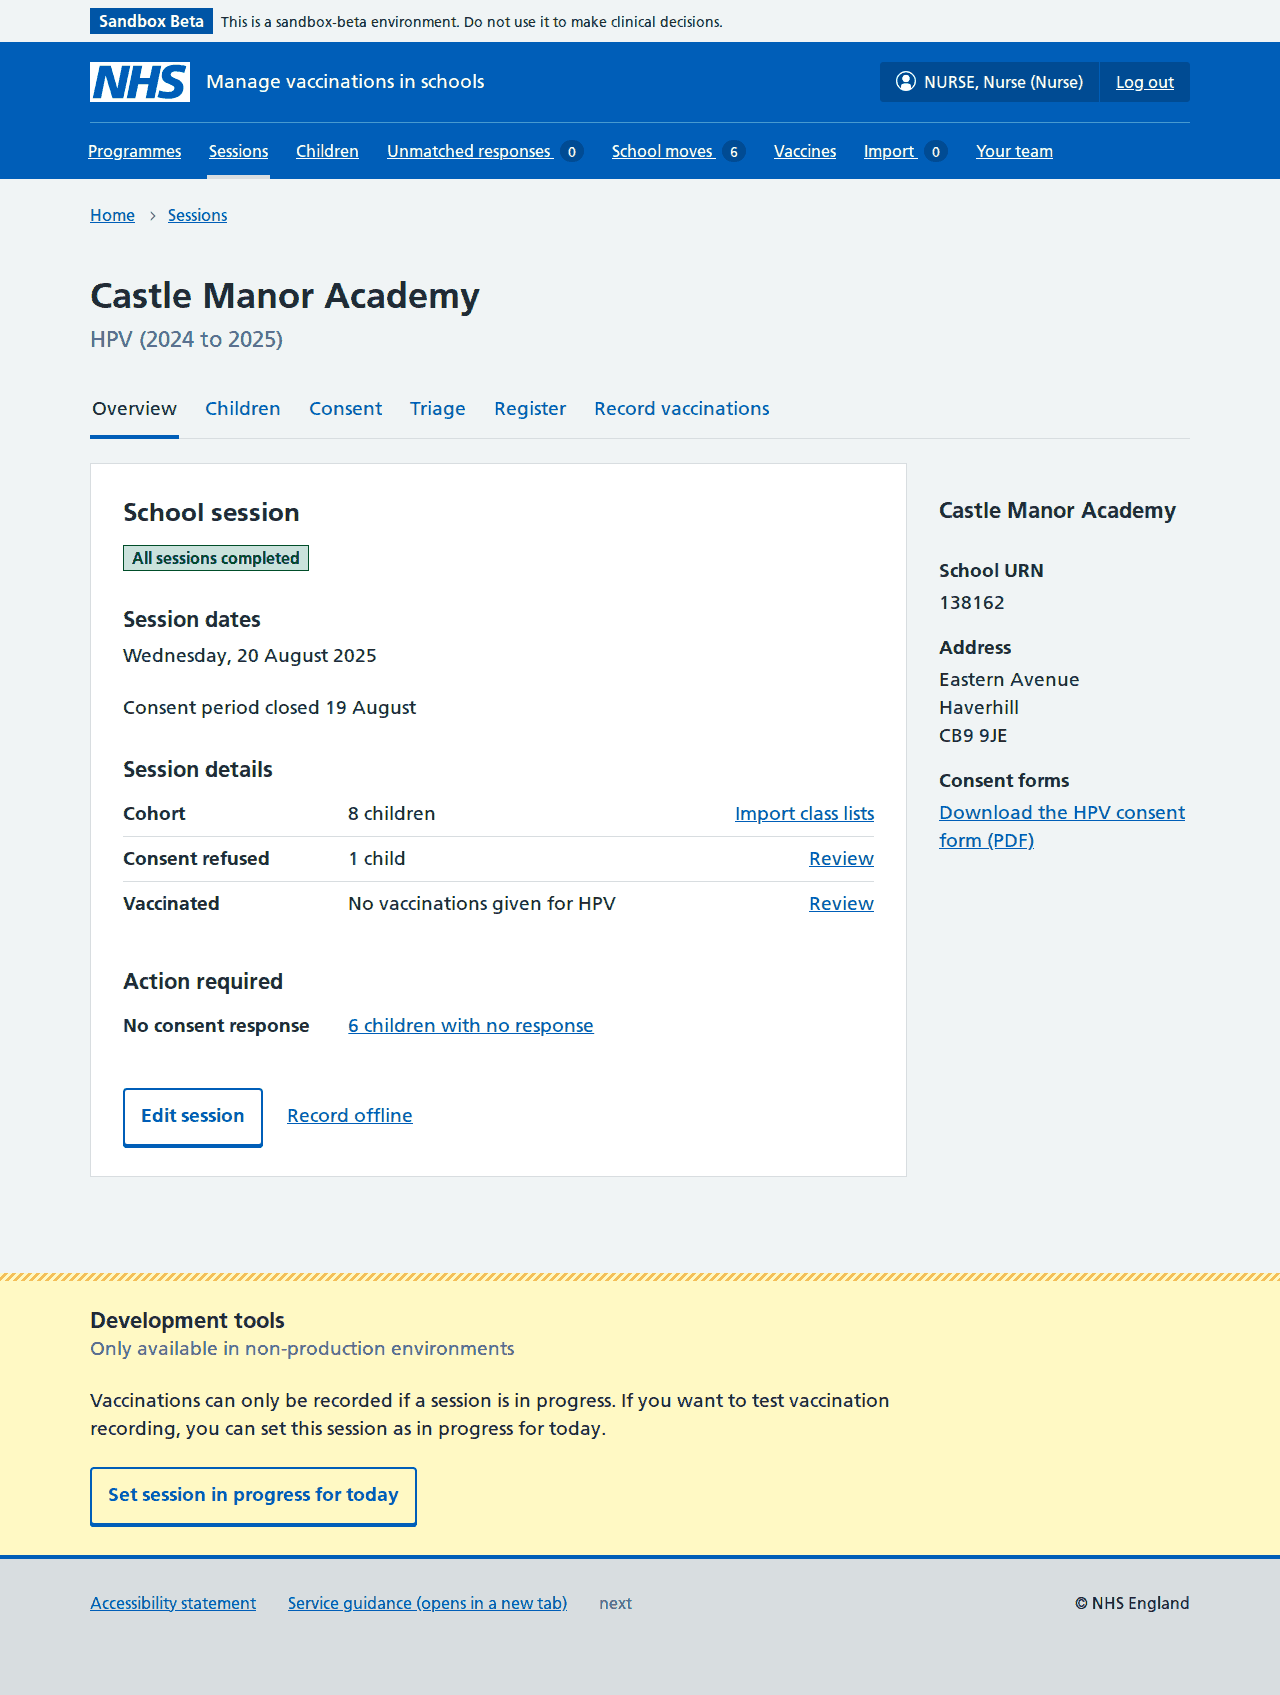 Sandbox Beta This is a sandbox-beta environment. Do not use it to make clinical decisions.
NHS Manage vaccinations in schools NURSE, Nurse (Nurse) Log out
Programmes Sessions Children Unmatched responses 0 School moves 6 Vaccines Import 0 Your team
Home Sessions
Castle Manor Academy
HPV (2024 to 2025)
Overview Children Consent Triage Register Record vaccinations
School session
All sessions completed
Session dates
Wednesday, 20 August 2025
Consent period closed 19 August
Session details
Cohort 8 children Import class lists
Consent refused 1 child Review
Vaccinated No vaccinations given for HPV Review
Action required
No consent response 6 children with no response
Edit session Record offline
Castle Manor Academy
School URN
138162
Address
Eastern Avenue
Haverhill
CB9 9JE
Consent forms
Download the HPV consent
form (PDF)
Development tools
Only available in non-production environments
Vaccinations can only be recorded if a session is in progress. If you want to test vaccination
recording, you can set this session as in progress for today.
Set session in progress for today
Accessibility statement Service guidance (opens in a new tab) next © NHS England